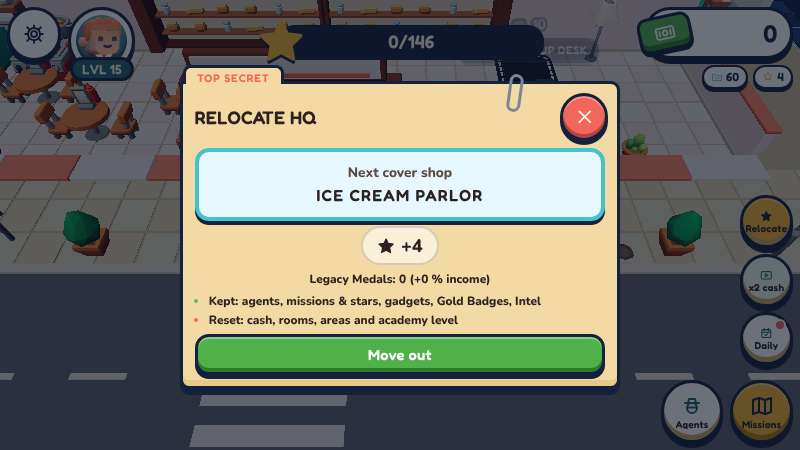 0/146
0
UP DESK
LVL 15
60
4
TOP SECRET
RELOCATE HQ
Next cover shop
ICE CREAM PARLOR
+4
Legacy Medals: 0 (+0 % income)
Kept: agents, missions & stars, gadgets, Gold Badges, Intel
Reset: cash, rooms, areas and academy level
Move out
Relocate
x2 cash
Daily
Agents
Missions